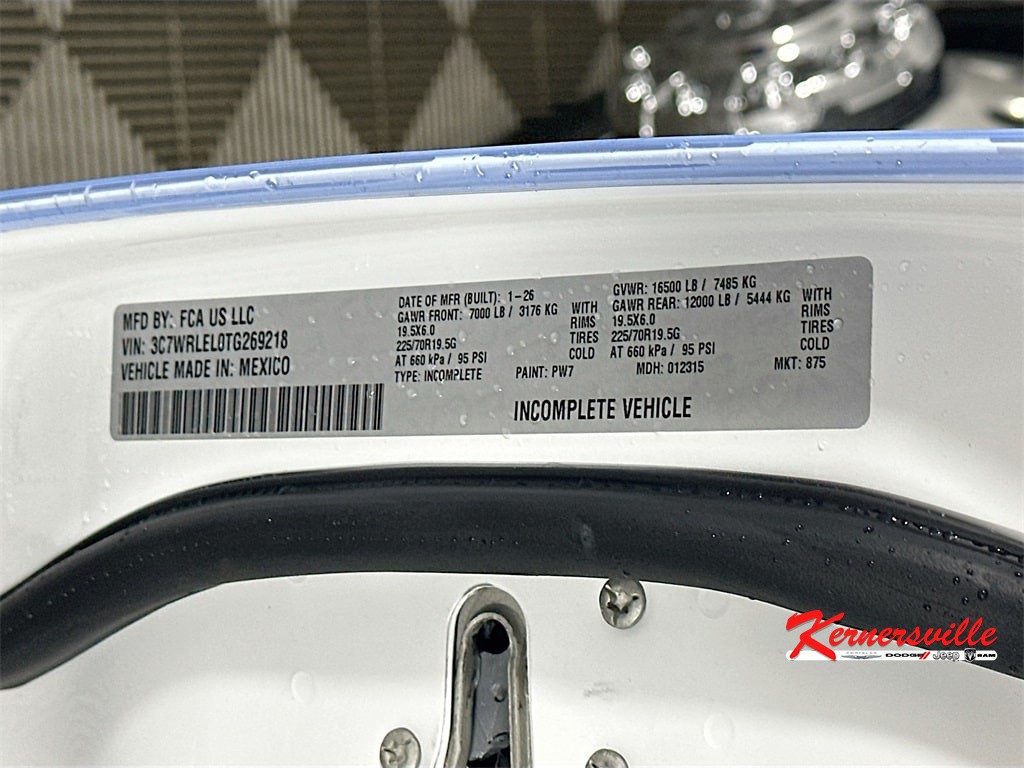 MFD BY: FCA US LLC
VIN: 3C7WRLEL0TG269218
VEHICLE MADE IN: MEXICO
DATE OF MFR (BUILT): 1-26
GAWR FRONT: 7000 LB / 3176 KG
19.5X6.0
225/70R19.5G
AT 660 kPa / 95 PSI
WITH
RIMS
TIRES
COLD
GVWR: 16500 LB / 7485 KG
GAWR REAR: 12000 LB / 5444 KG
19.5X6.0
225/70R19.5G
AT 660 kPa / 95 PSI
WITH
RIMS
TIRES
COLD
TYPE: INCOMPLETE PAINT: PW7 MDH: 012315 MKT: 875
INCOMPLETE VEHICLE
Kernersville
CHRYSLER DODGE// Jeep RAM